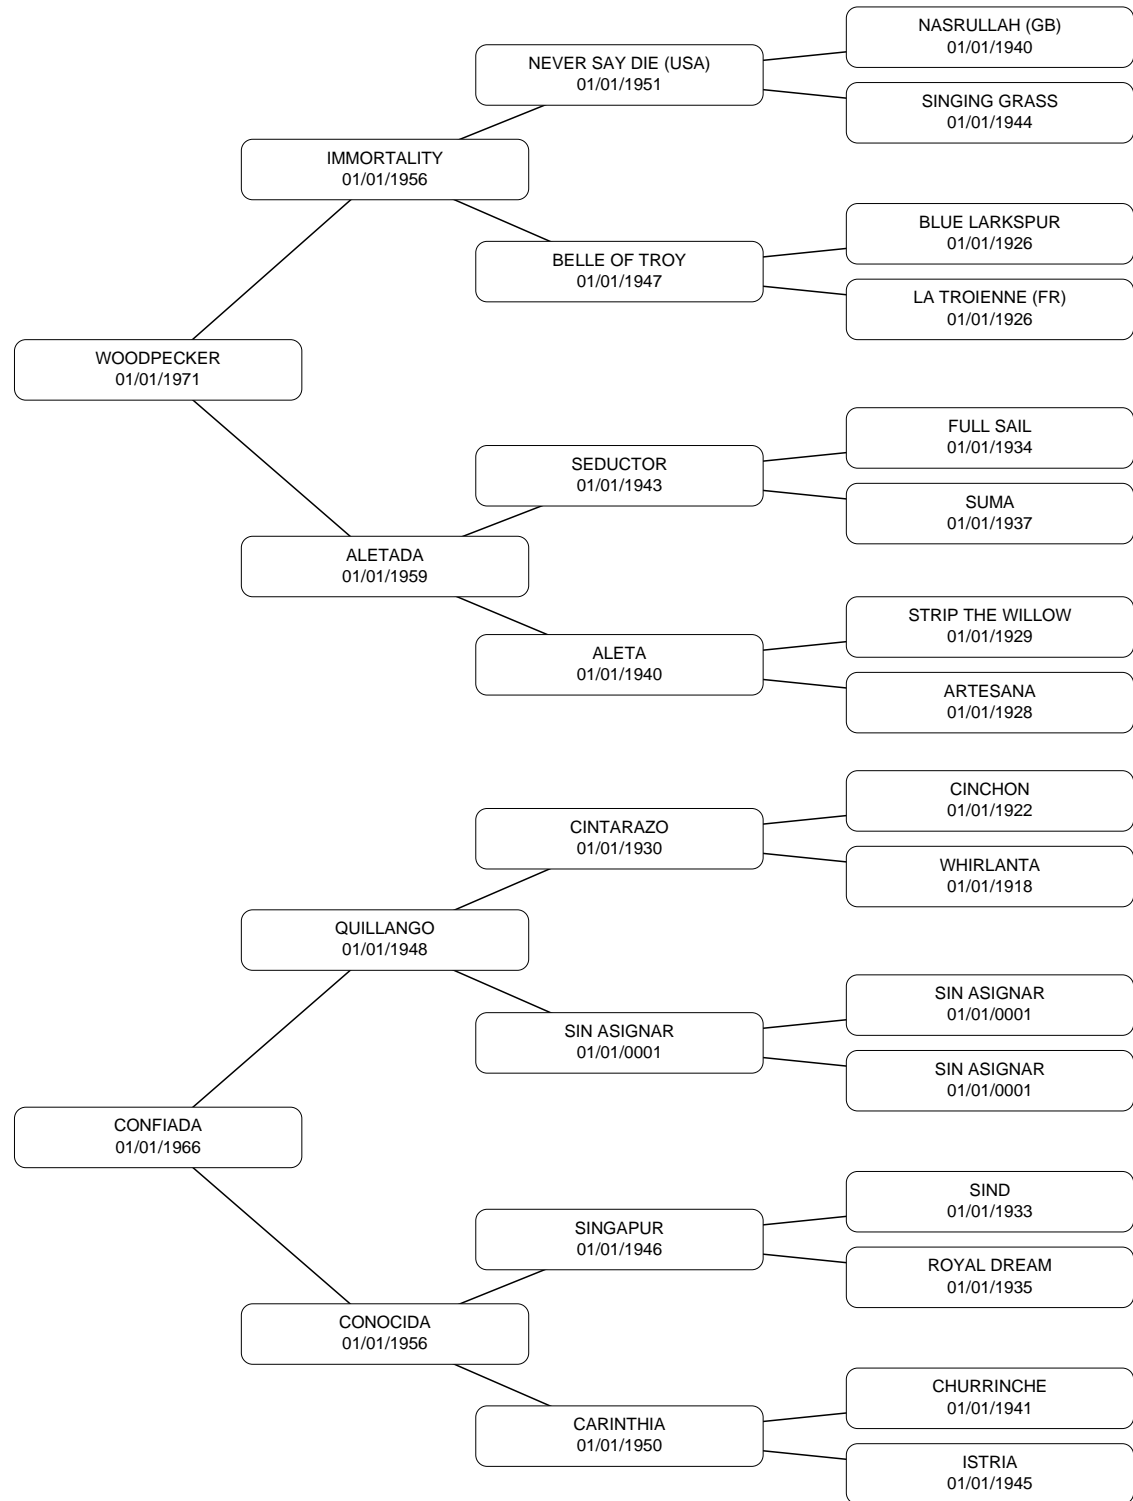 NASRULLAH (GB)
01/01/1940
NEVER SAY DIE (USA)
01/01/1951
SINGING GRASS
01/01/1944
IMMORTALITY
01/01/1956
BLUE LARKSPUR
01/01/1926
BELLE OF TROY
01/01/1947
LA TROIENNE (FR)
01/01/1926
WOODPECKER
01/01/1971
FULL SAIL
01/01/1934
SEDUCTOR
01/01/1943
SUMA
01/01/1937
ALETADA
01/01/1959
STRIP THE WILLOW
01/01/1929
ALETA
01/01/1940
ARTESANA
01/01/1928
CINCHON
01/01/1922
CINTARAZO
01/01/1930
WHIRLANTA
01/01/1918
QUILLANGO
01/01/1948
SIN ASIGNAR
01/01/0001
SIN ASIGNAR
01/01/0001
SIN ASIGNAR
01/01/0001
CONFIADA
01/01/1966
SIND
01/01/1933
SINGAPUR
01/01/1946
ROYAL DREAM
01/01/1935
CONOCIDA
01/01/1956
CHURRINCHE
01/01/1941
CARINTHIA
01/01/1950
ISTRIA
01/01/1945